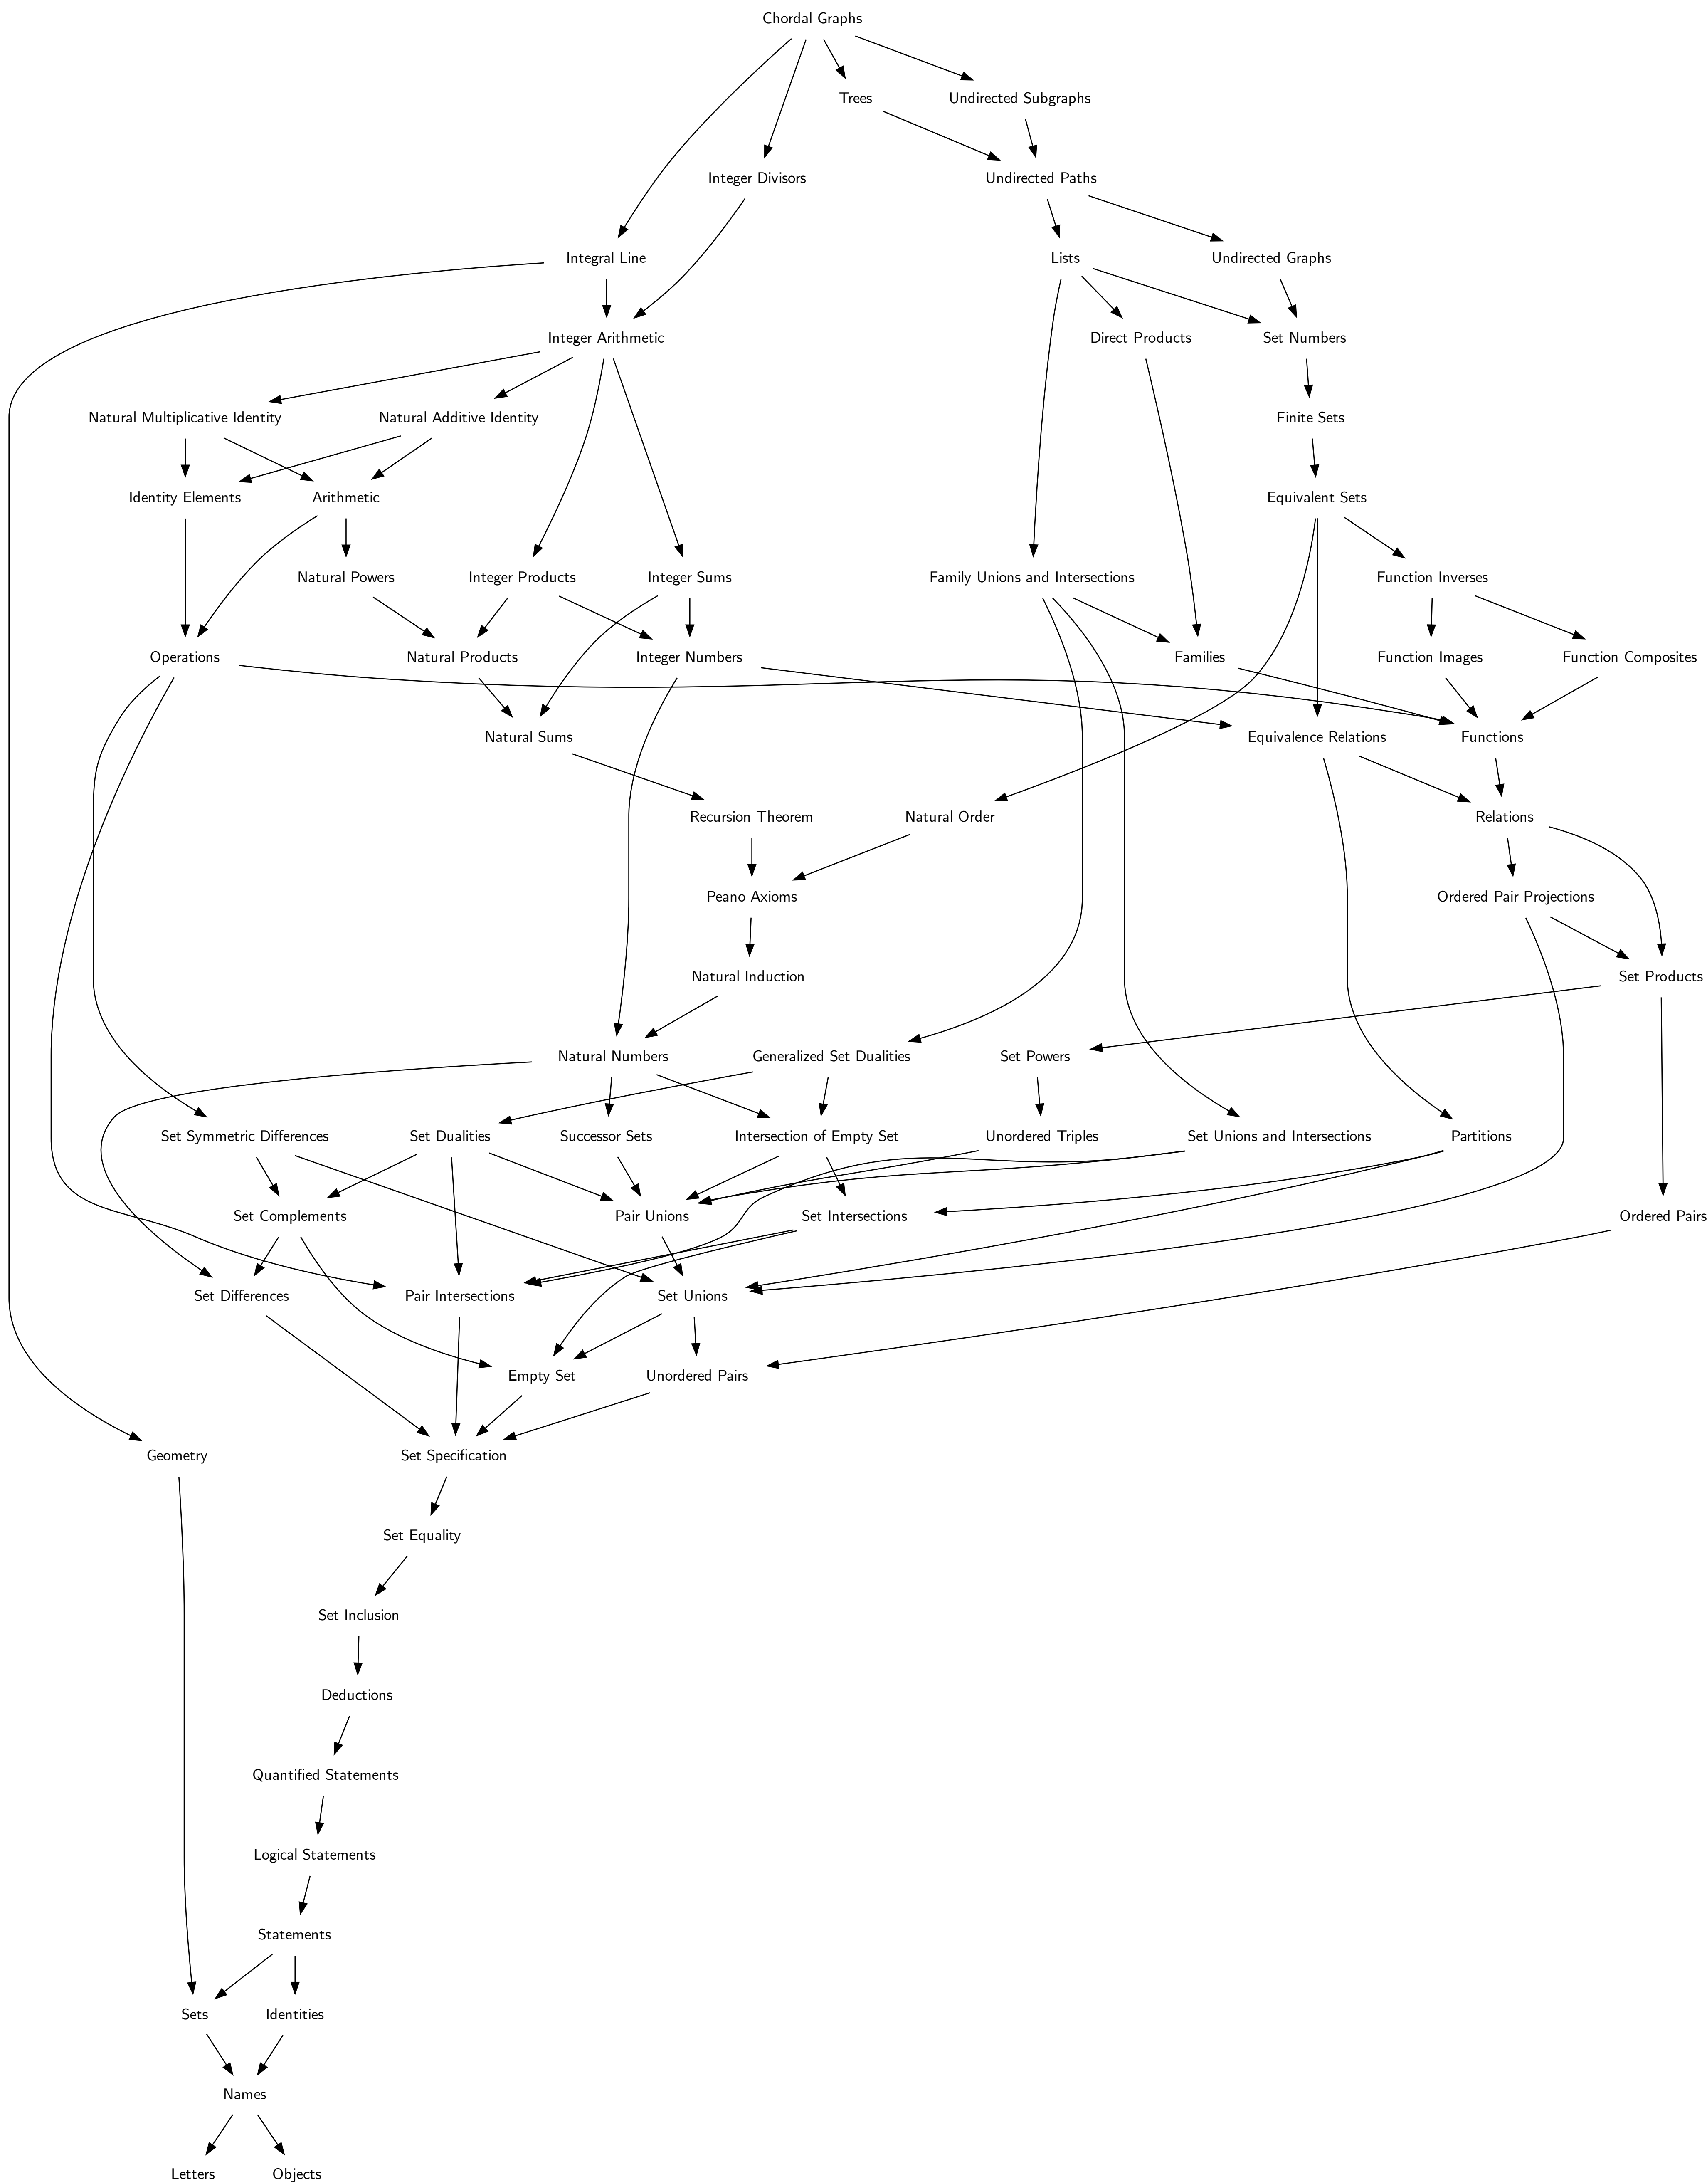 Chordal Graphs
Trees
Undirected Subgraphs
Integer Divisors
Undirected Paths
Integral Line
Lists
Undirected Graphs
Integer Arithmetic
Direct Products
Set Numbers
Natural Multiplicative Identity
Natural Additive Identity
Finite Sets
Identity Elements
Arithmetic
Equivalent Sets
Natural Powers
Integer Products
Integer Sums
Family Unions and Intersections
Function Inverses
Operations
Natural Products
Integer Numbers
Families
Function Images
Function Composites
Natural Sums
Equivalence Relations
Functions
Recursion Theorem
Natural Order
Relations
Peano Axioms
Ordered Pair Projections
Natural Induction
Set Products
Natural Numbers
Generalized Set Dualities
Set Powers
Set Symmetric Differences
Set Dualities
Successor Sets
Intersection of Empty Set
Unordered Triples
Set Unions and Intersections
Partitions
Set Complements
Pair Unions
Set Intersections
Ordered Pairs
Set Differences
Pair Intersections
Set Unions
Empty Set
Unordered Pairs
Geometry
Set Specification
Set Equality
Set Inclusion
Deductions
Quantified Statements
Logical Statements
Statements
Sets
Identities
Names
Letters
Objects